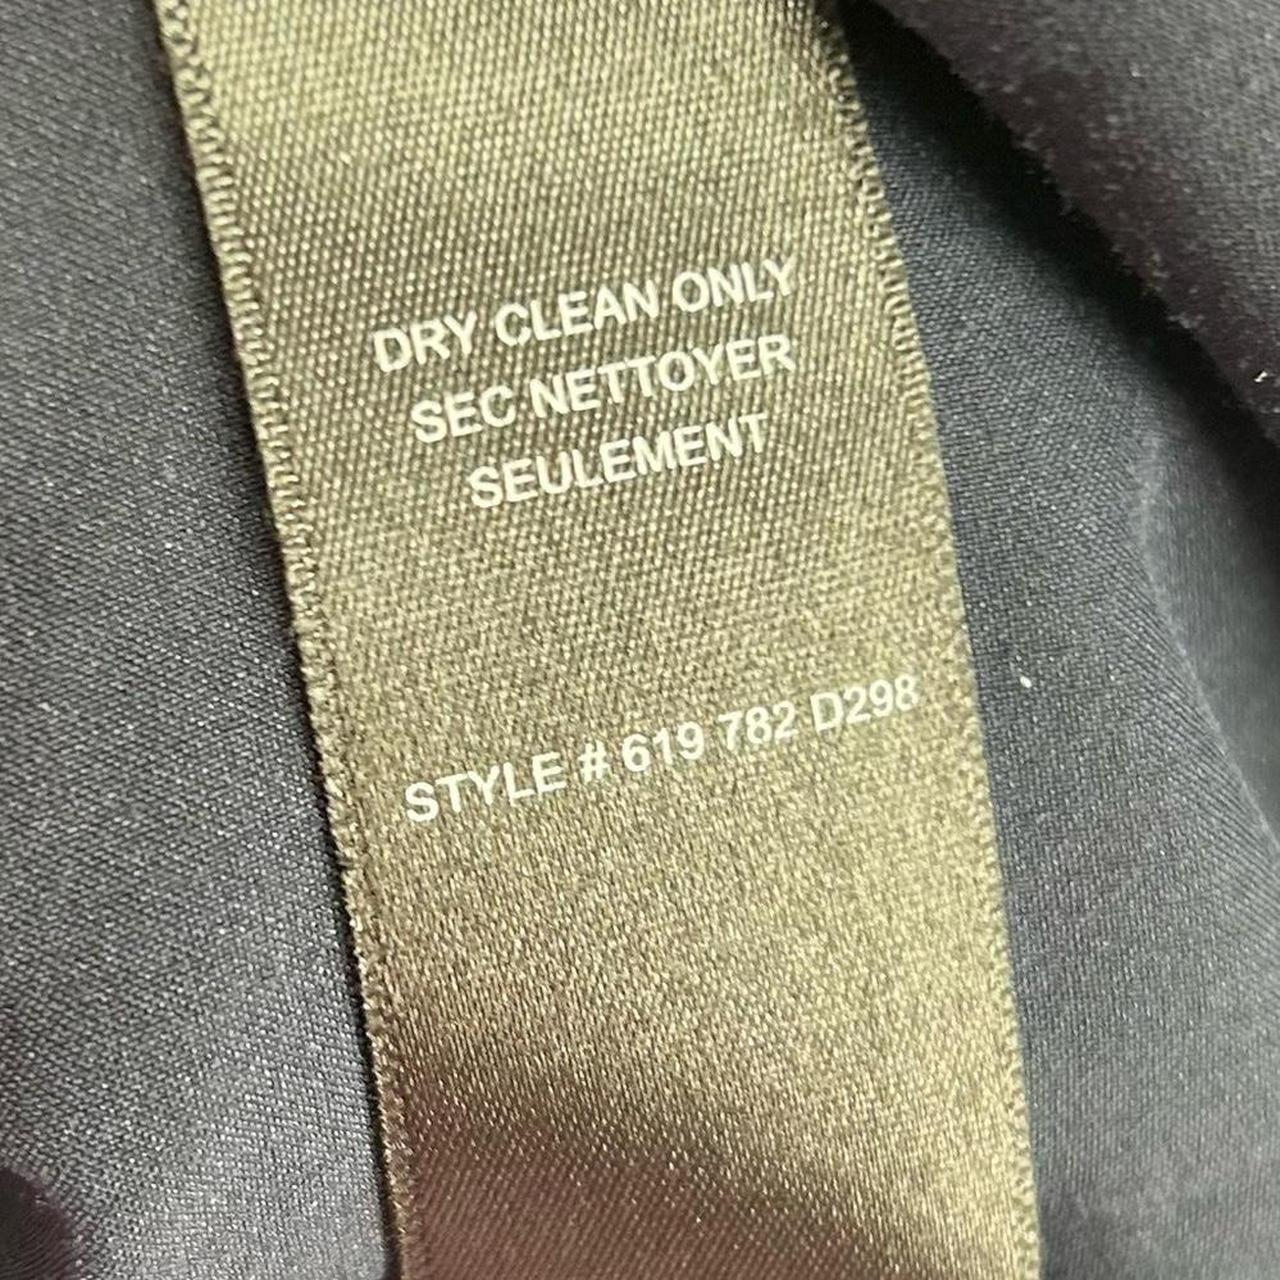 DRY CLEAN ONLY
SEC NETTOYER
SEULEMENT
STYLE # 619 782 D298